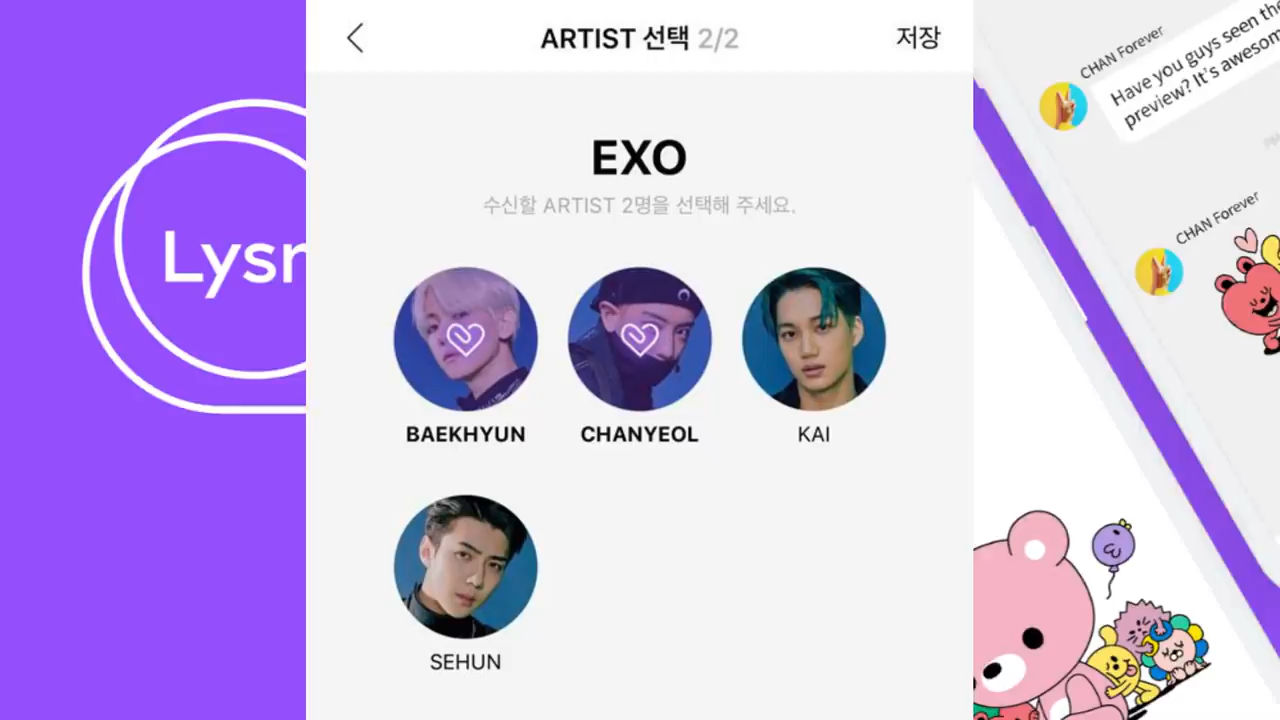 Lysn
ARTIST 선택 2/2
저장
EXO
수신할 ARTIST 2명을 선택해 주세요.
BAEKHYUN
CHANYEOL
KAI
SEHUN
CHAN Forever
Have you guys seen the
preview? It's awesom
CHAN Forever